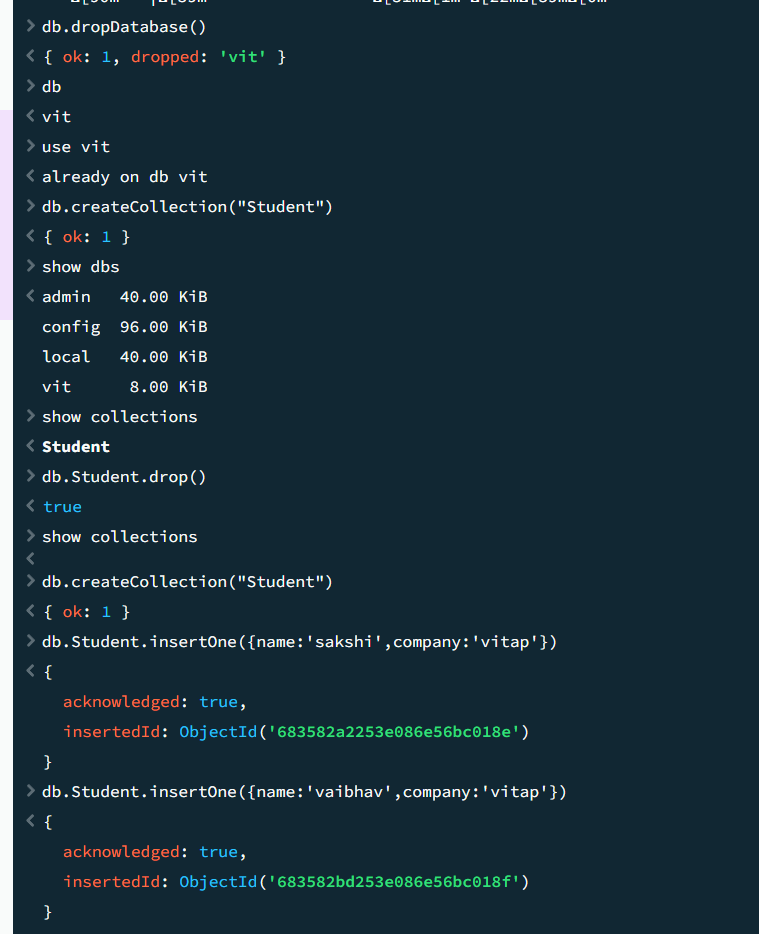 > db.dropDatabase()
< { ok: 1, dropped: 'vit' }
> db
< vit
> use vit
< already on db vit
> db.createCollection("Student")
< { ok: 1 }
> show dbs
< admin   40.00 KiB
config  96.00 KiB
local   40.00 KiB
vit      8.00 KiB
> show collections
< Student
> db.Student.drop()
< true
> show collections
<
> db.createCollection("Student")
< { ok: 1 }
> db.Student.insertOne({name:'sakshi',company:'vitap'})
< {
acknowledged: true,
insertedId: ObjectId('683582a2253e086e56bc018e')
}
> db.Student.insertOne({name:'vaibhav',company:'vitap'})
< {
acknowledged: true,
insertedId: ObjectId('683582bd253e086e56bc018f')
}